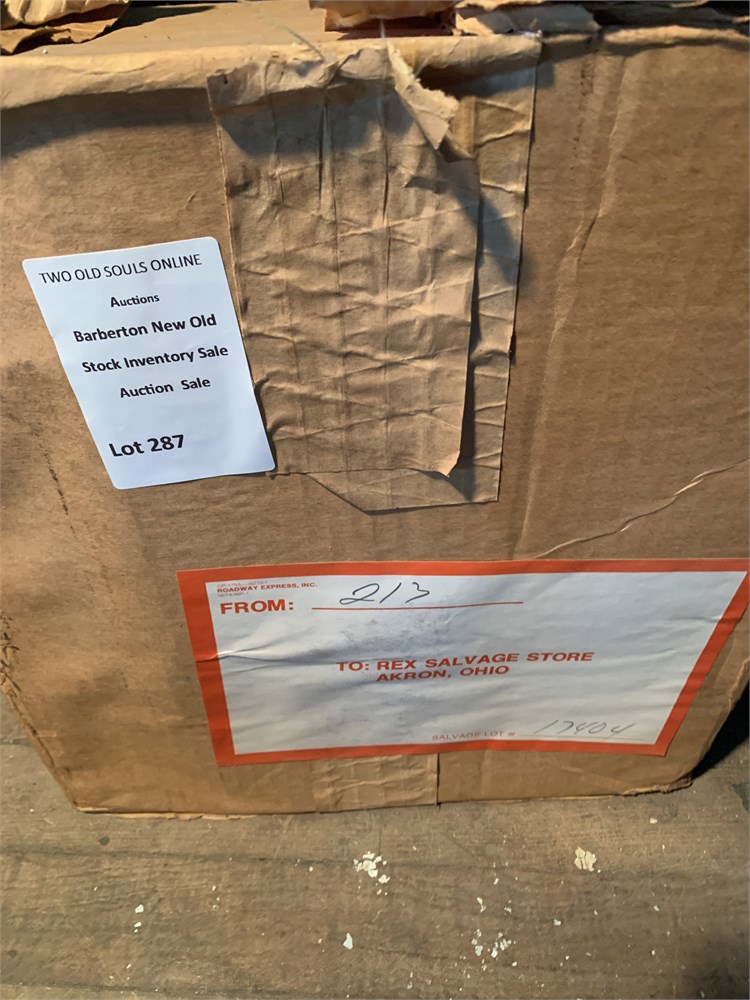 TWO OLD SOULS ONLINE
Auctions
Barberton New Old
Stock Inventory Sale
Auction Sale
Lot 287
ROADWAY EXPRESS, INC.
FROM: 213
TO: REX SALVAGE STORE
AKRON, OHIO
SALVAGE LOT # 17404